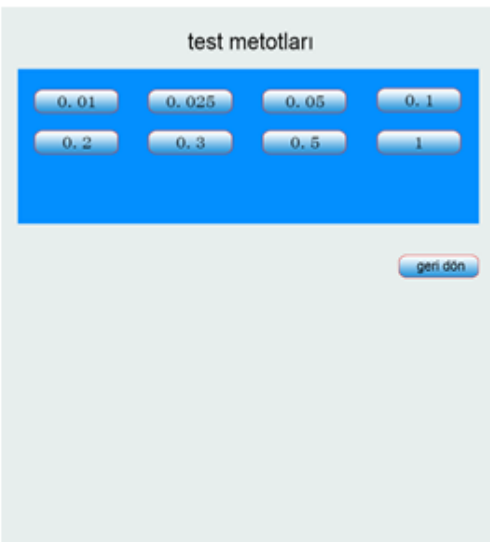 test metotları
0. 01 0. 025 0. 05 0. 1
0. 2 0. 3 0. 5 1
geri dön